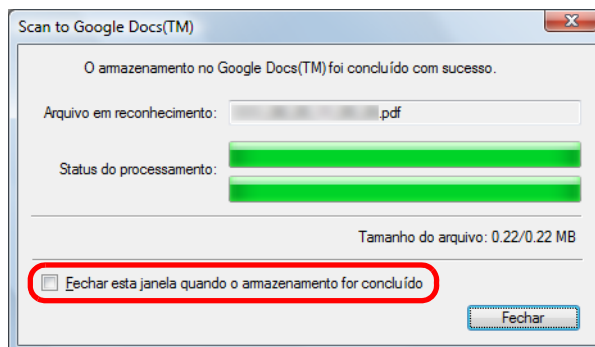 Scan to Google Docs(TM)
O armazenamento no Google Docs(TM) foi concluído com sucesso.
Arquivo em reconhecimento: .pdf
Status do processamento:
Tamanho do arquivo: 0.22/0.22 MB
Fechar esta janela quando o armazenamento for concluído
Fechar